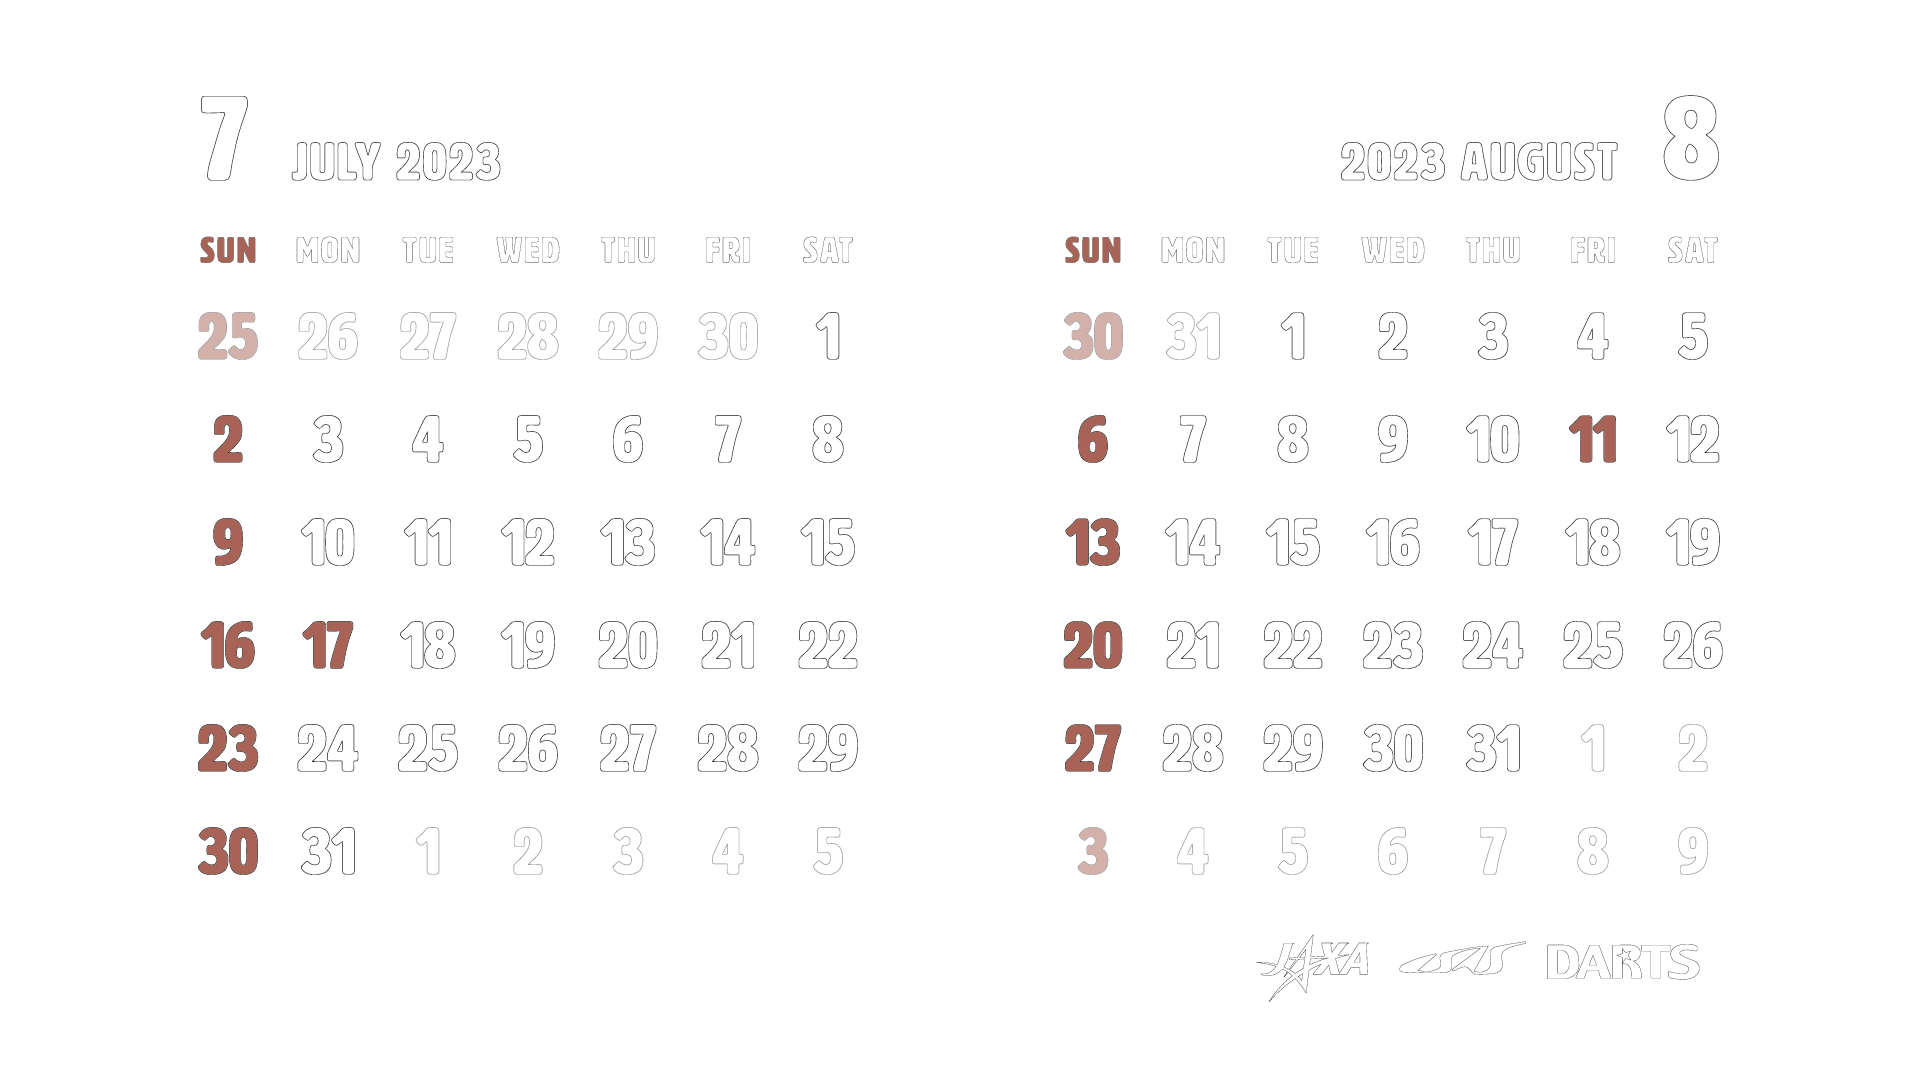 7 JULY 2023
SUN MON TUE WED THU FRI SAT
25 26 27 28 29 30 1
2 3 4 5 6 7 8
9 10 11 12 13 14 15
16 17 18 19 20 21 22
23 24 25 26 27 28 29
30 31 1 2 3 4 5
2023 AUGUST 8
SUN MON TUE WED THU FRI SAT
30 31 1 2 3 4 5
6 7 8 9 10 11 12
13 14 15 16 17 18 19
20 21 22 23 24 25 26
27 28 29 30 31 1 2
3 4 5 6 7 8 9
JAXA ISAS DARTS